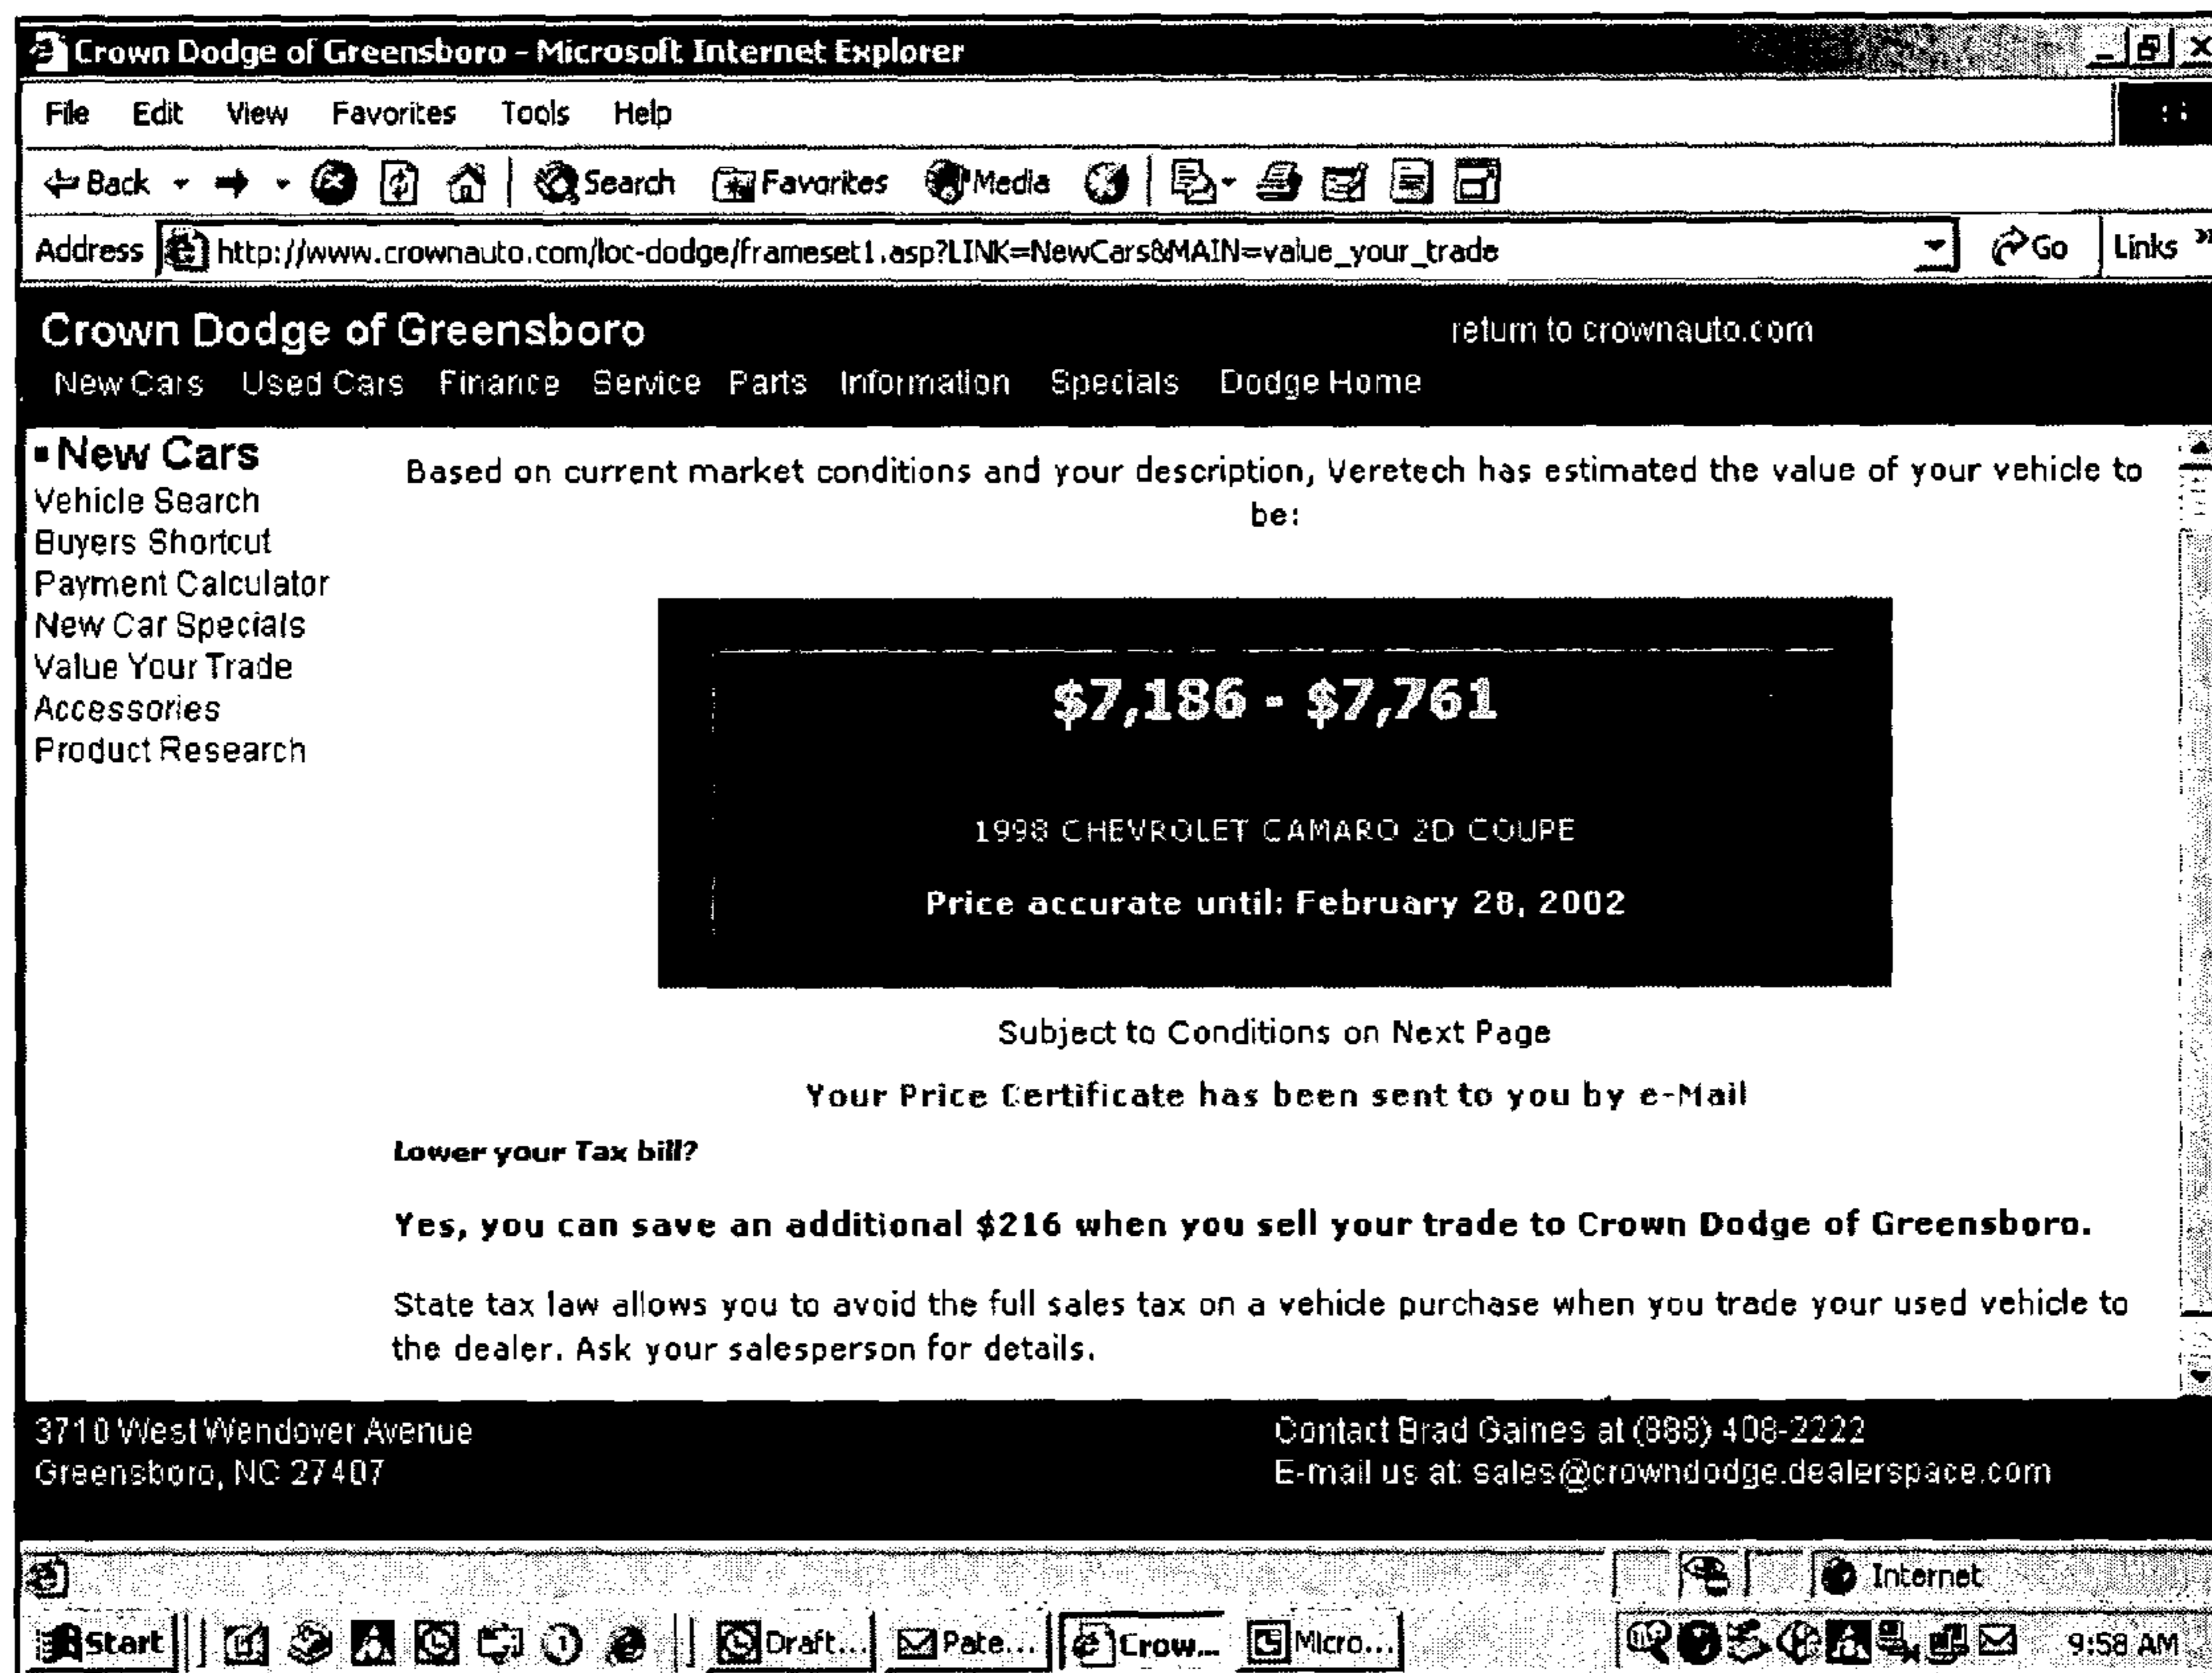 Crown Dodge of Greensboro - Microsoft Internet Explorer
File Edit View Favorites Tools Help
Back Search Favorites Media
Address http://www.crownauto.com/loc-dodge/frameset1.asp?LINK=NewCars&MAIN=value_your_trade Go Links »
Crown Dodge of Greensboro return to crownauto.com
New Cars Used Cars Finance Service Parts Information Specials Dodge Home
▪ New Cars
Vehicle Search
Buyers Shortcut
Payment Calculator
New Car Specials
Value Your Trade
Accessories
Product Research
Based on current market conditions and your description, Veretech has estimated the value of your vehicle to
be:
$7,186 - $7,761
1998 CHEVROLET CAMARO 2D COUPE
Price accurate until: February 28, 2002
Subject to Conditions on Next Page
Your Price Certificate has been sent to you by e-Mail
Lower your Tax bill?
Yes, you can save an additional $216 when you sell your trade to Crown Dodge of Greensboro.
State tax law allows you to avoid the full sales tax on a vehicle purchase when you trade your used vehicle to
the dealer. Ask your salesperson for details.
3710 West Wendover Avenue
Greensboro, NC 27407
Contact Brad Gaines at (888) 408-2222
E-mail us at: sales@crowndodge.dealerspace.com
Internet
Start Draft... Pate... Crow... Micro... 9:58 AM